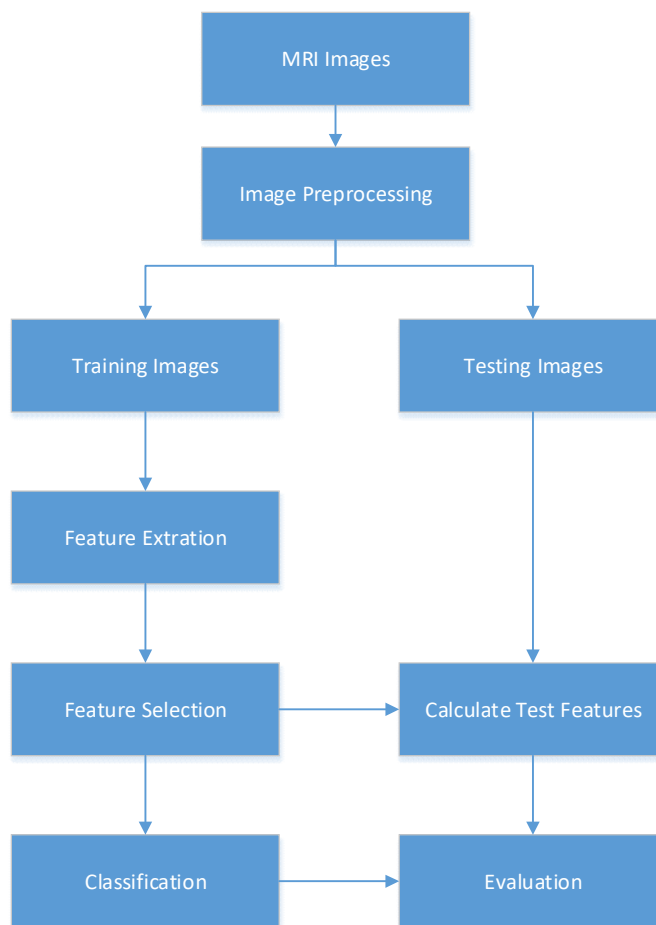 MRI Images
Image Preprocessing
Training Images
Testing Images
Feature Extration
Feature Selection
Calculate Test Features
Classification
Evaluation